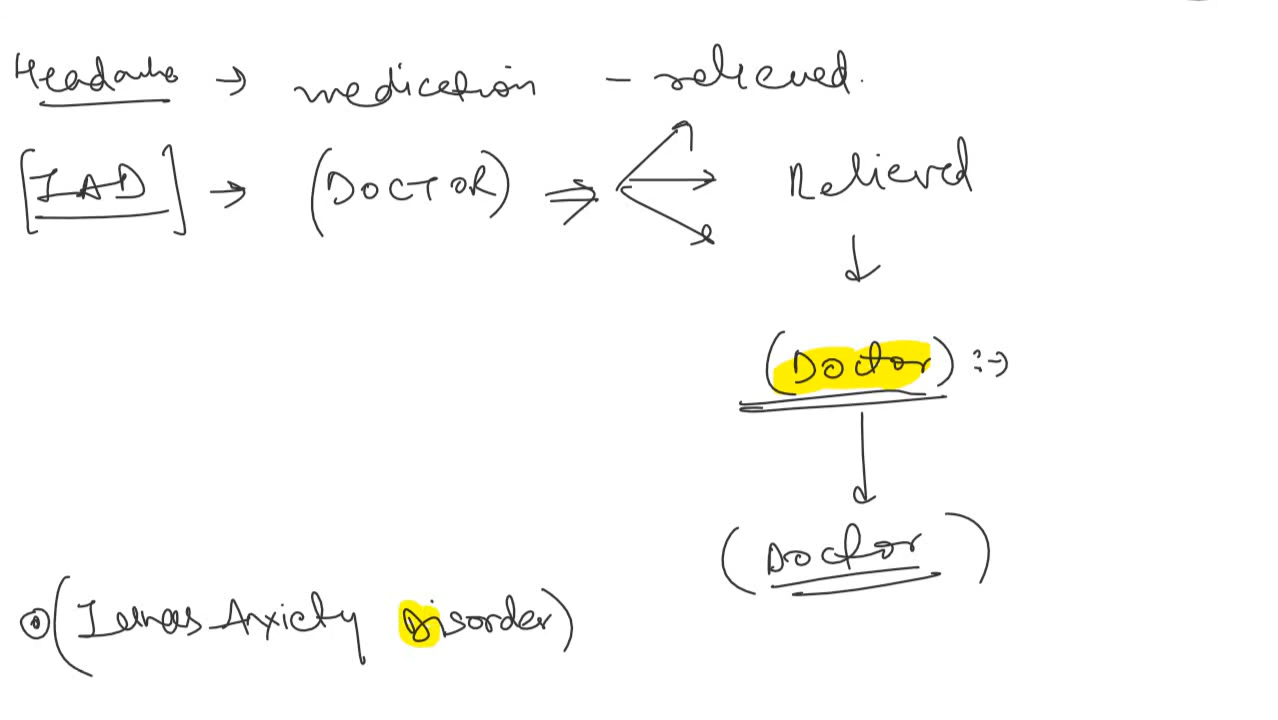 Headache → medication - relieved.
[IAD] → (DOCTOR) ⇒ Relieved
↓
(Doctor) :→
↓
(Doctor)
(Illness Anxiety Disorder)